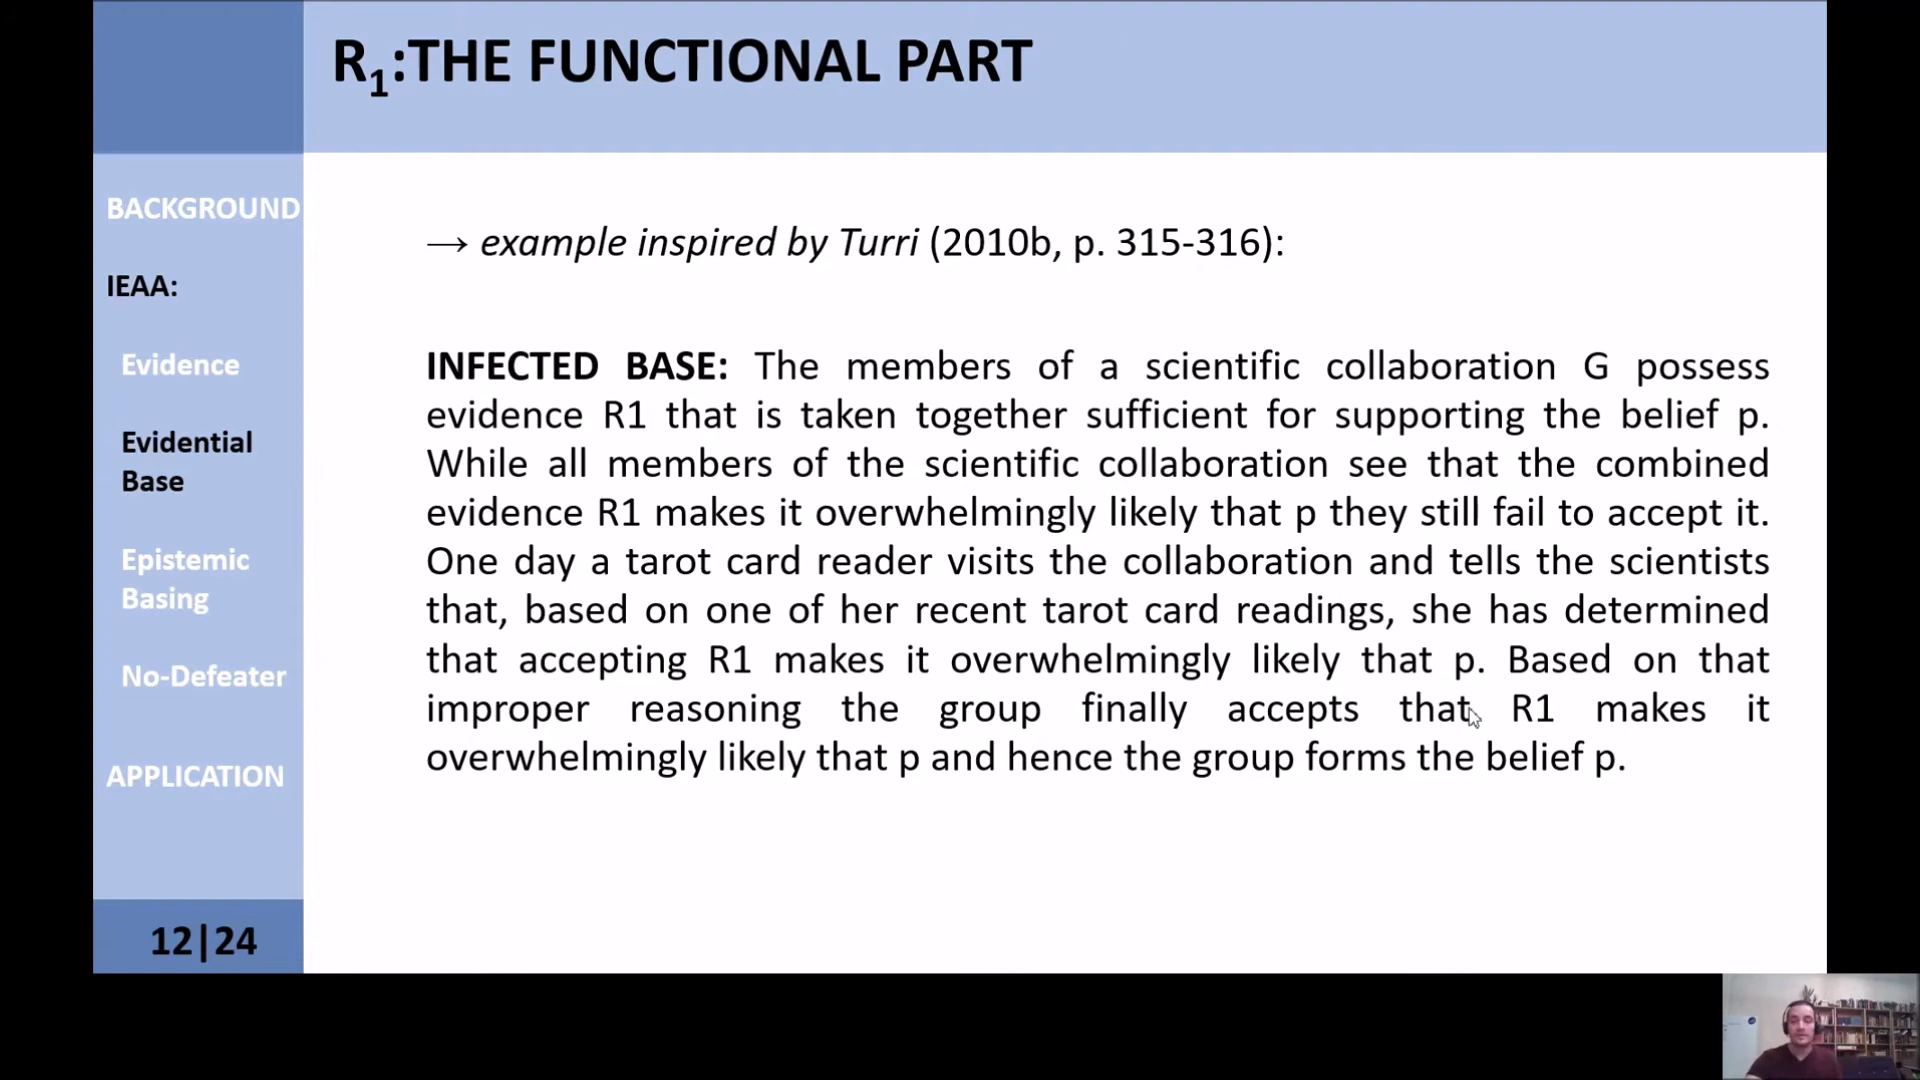 R1:THE FUNCTIONAL PART
BACKGROUND
IEAA:
Evidence
Evidential
Base
Epistemic
Basing
No-Defeater
APPLICATION
12|24
→ example inspired by Turri (2010b, p. 315-316):
INFECTED BASE: The members of a scientific collaboration G possess
evidence R1 that is taken together sufficient for supporting the belief p.
While all members of the scientific collaboration see that the combined
evidence R1 makes it overwhelmingly likely that p they still fail to accept it.
One day a tarot card reader visits the collaboration and tells the scientists
that, based on one of her recent tarot card readings, she has determined
that accepting R1 makes it overwhelmingly likely that p. Based on that
improper reasoning the group finally accepts that R1 makes it
overwhelmingly likely that p and hence the group forms the belief p.